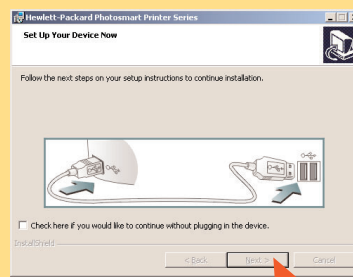 Hewlett-Packard Photosmart Printer Series
Set Up Your Device Now
Follow the next steps on your setup instructions to continue installation.
Check here if you would like to continue without plugging in the device.
InstallShield
< Back
Next >
Cancel